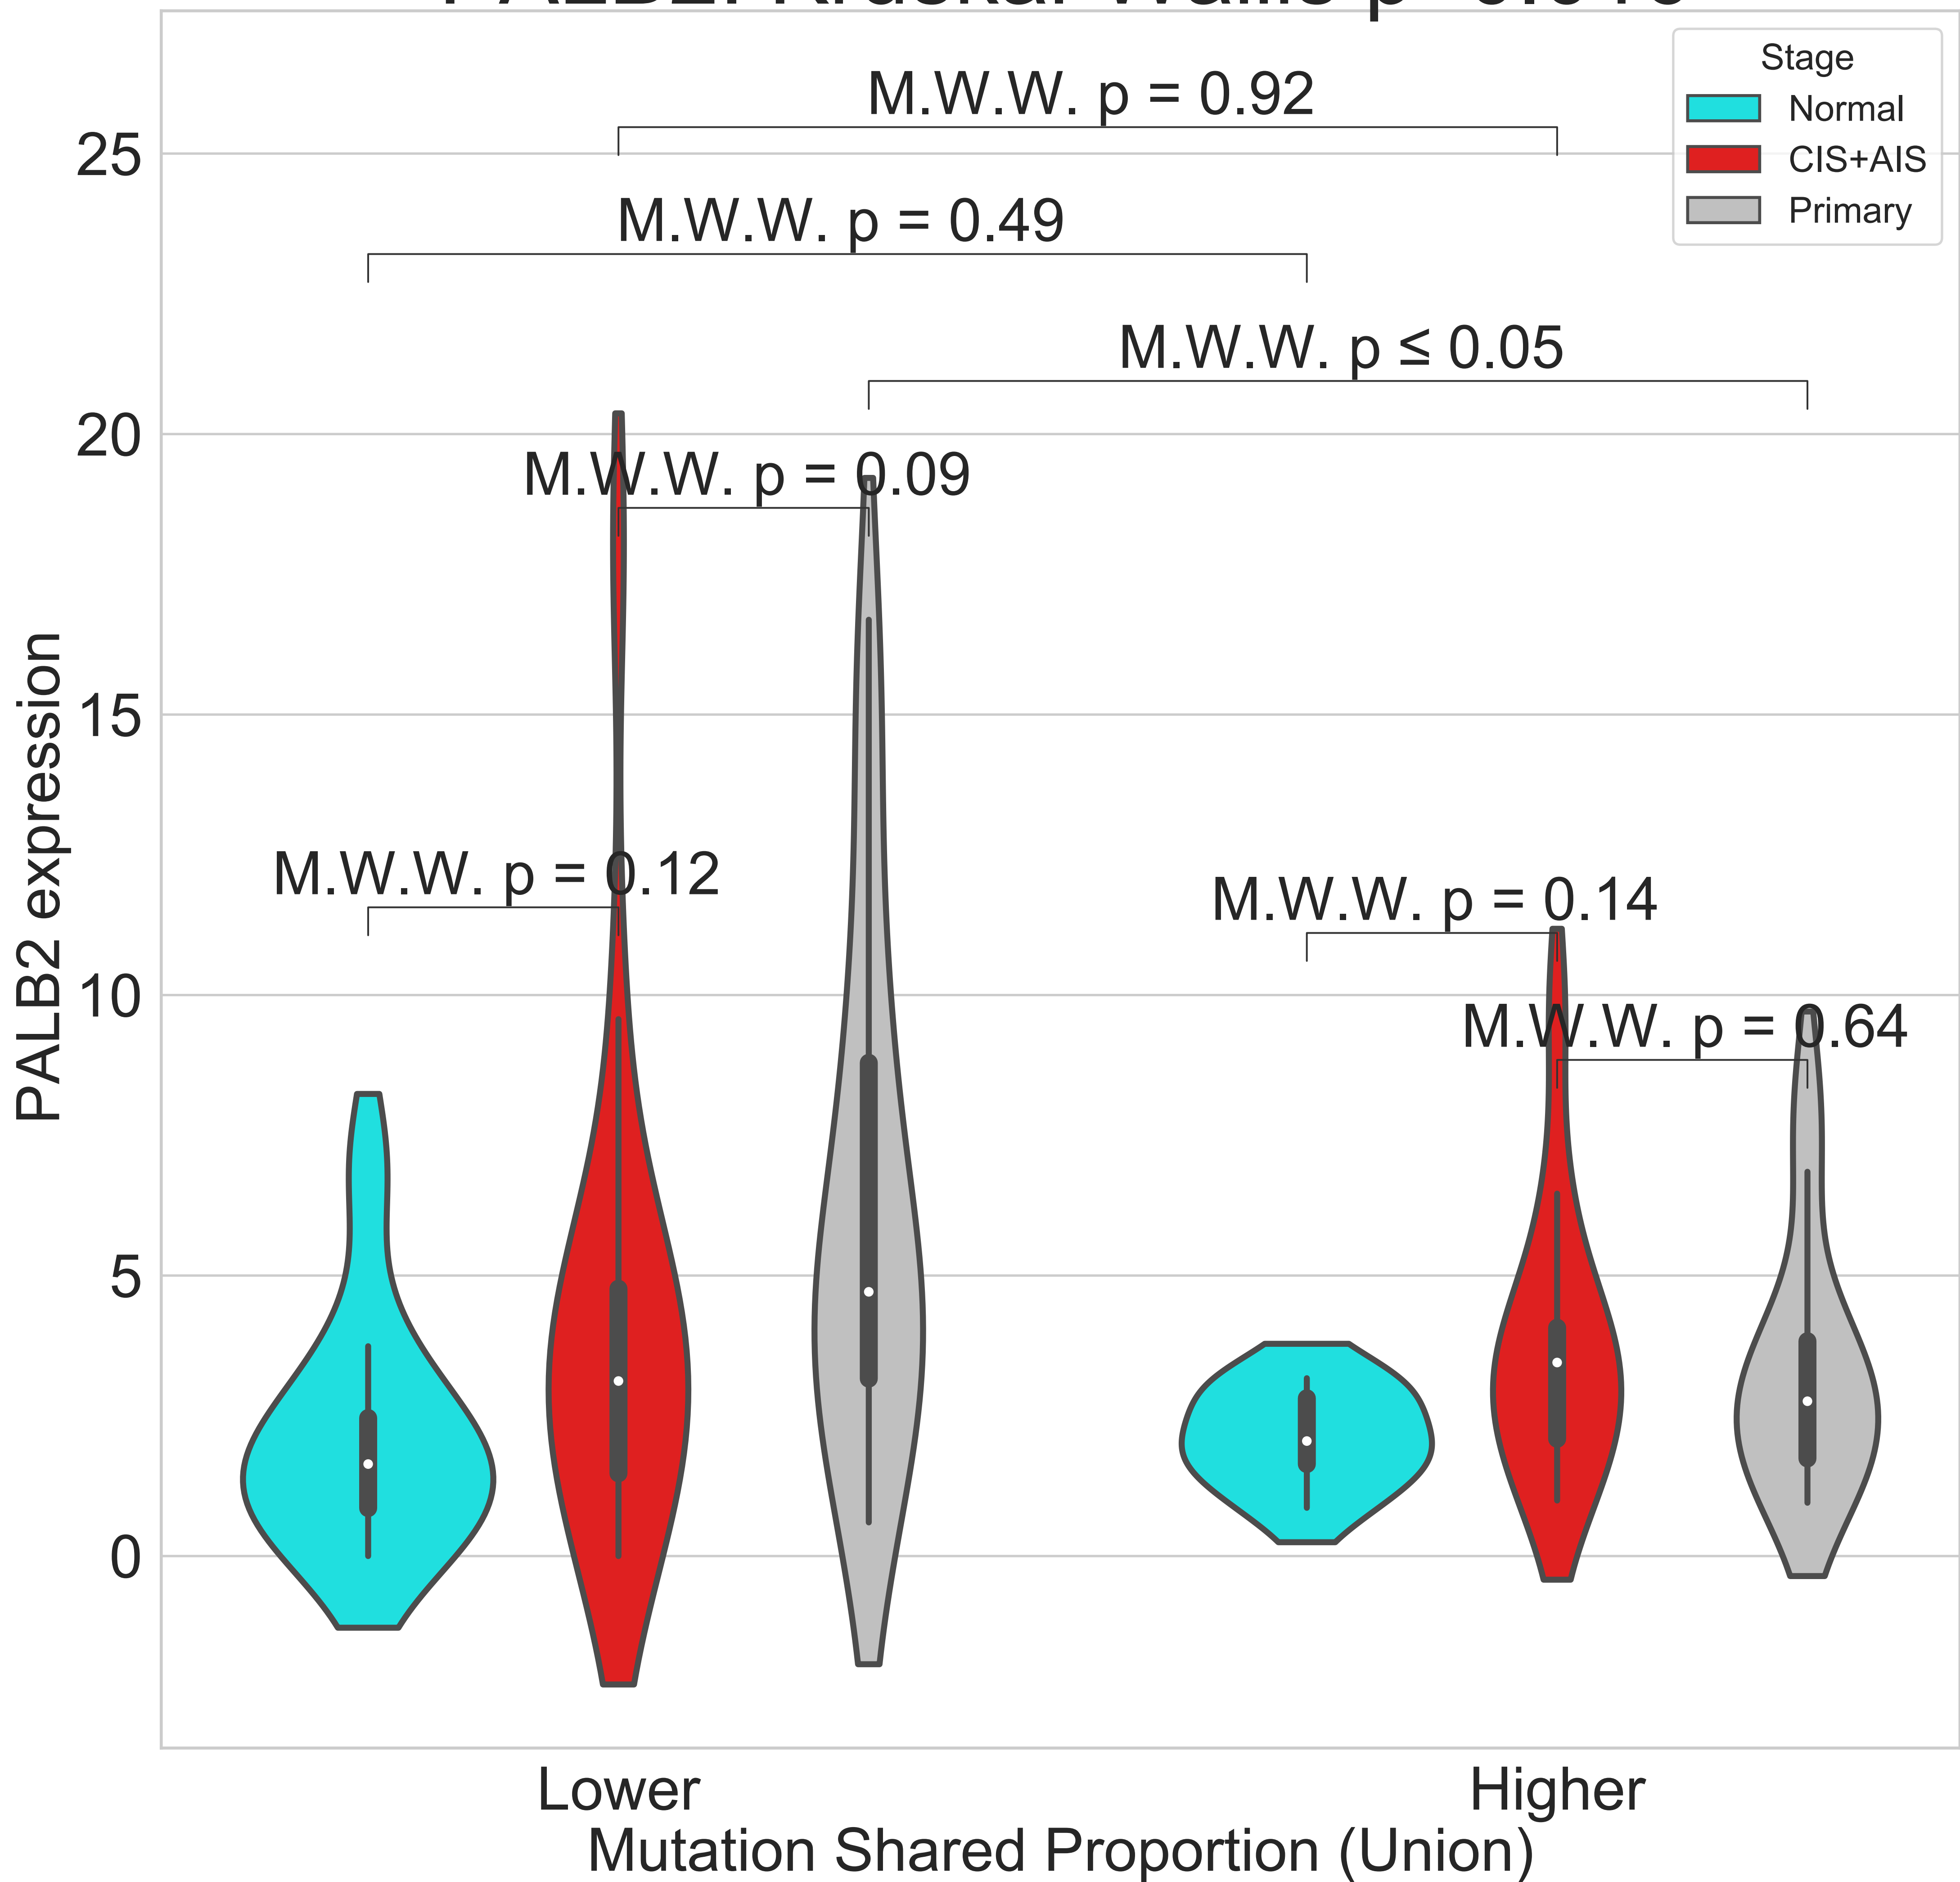 Stage
Normal
CIS+AIS
Primary
M.W.W. p = 0.92
M.W.W. p = 0.49
M.W.W. p ≤ 0.05
M.W.W. p = 0.09
M.W.W. p = 0.12
M.W.W. p = 0.14
M.W.W. p = 0.64
25
20
15
10
5
0
PALB2 expression
Lower
Higher
Mutation Shared Proportion (Union)